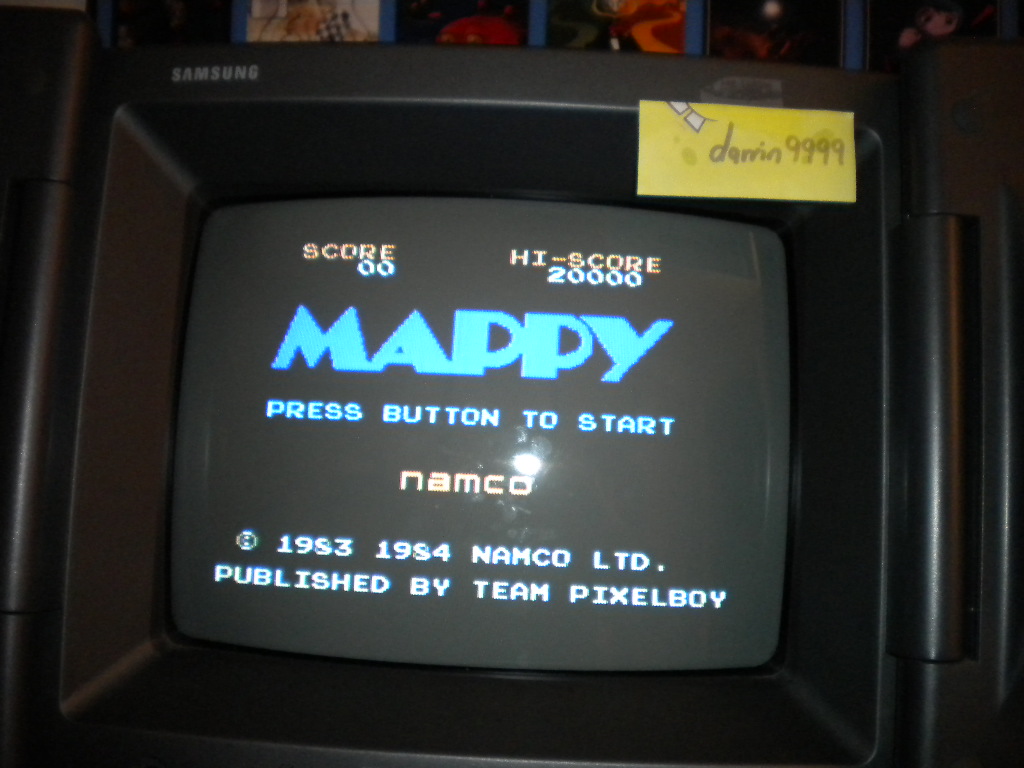 SAMSUNG
darrin9999
SCORE HI-SCORE
00 20000
MAPPY
PRESS BUTTON TO START
namco
© 1983 1984 NAMCO LTD.
PUBLISHED BY TEAM PIXELBOY